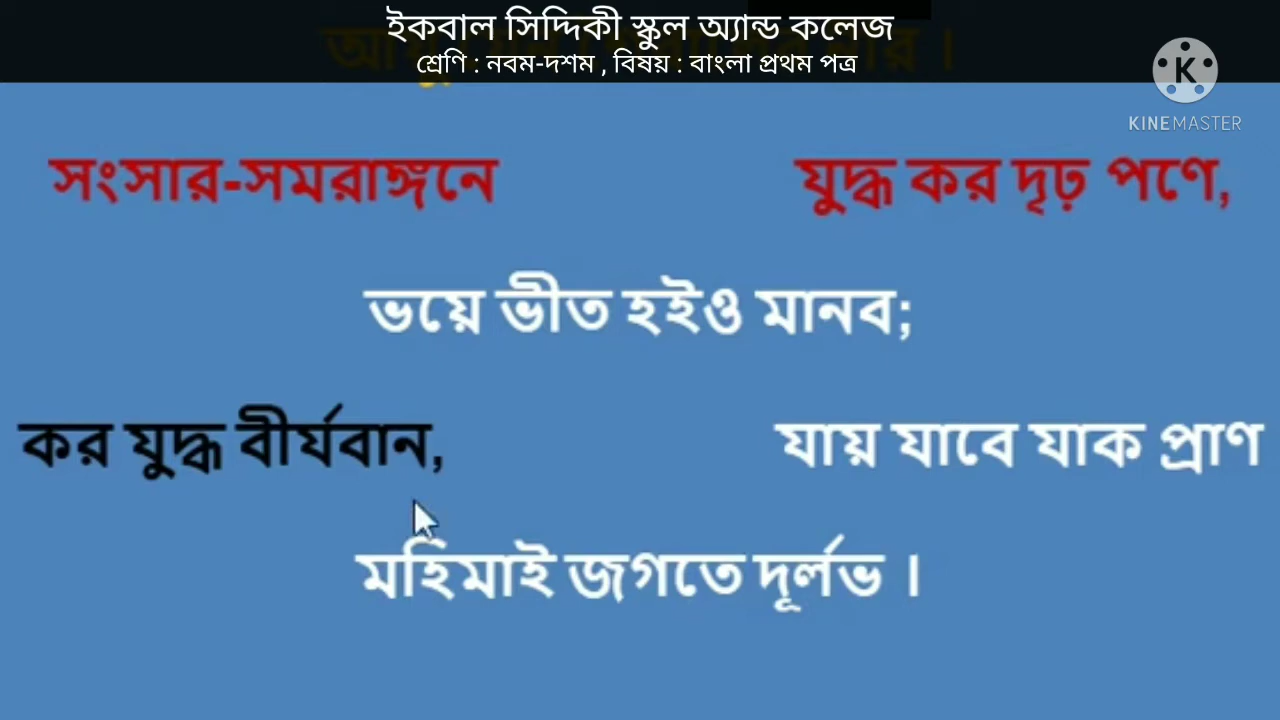 ইকবাল সিদ্দিকী স্কুল অ্যান্ড কলেজ
শ্রেণি : নবম-দশম , বিষয় : বাংলা প্রথম পত্র
KINEMASTER
সংসার-সমরাঙ্গনে যুদ্ধ কর দৃঢ় পণে,
ভয়ে ভীত হইও মানব;
কর যুদ্ধ বীর্যবান, যায় যাবে যাক প্রাণ
মহিমাই জগতে দূর্লভ ।